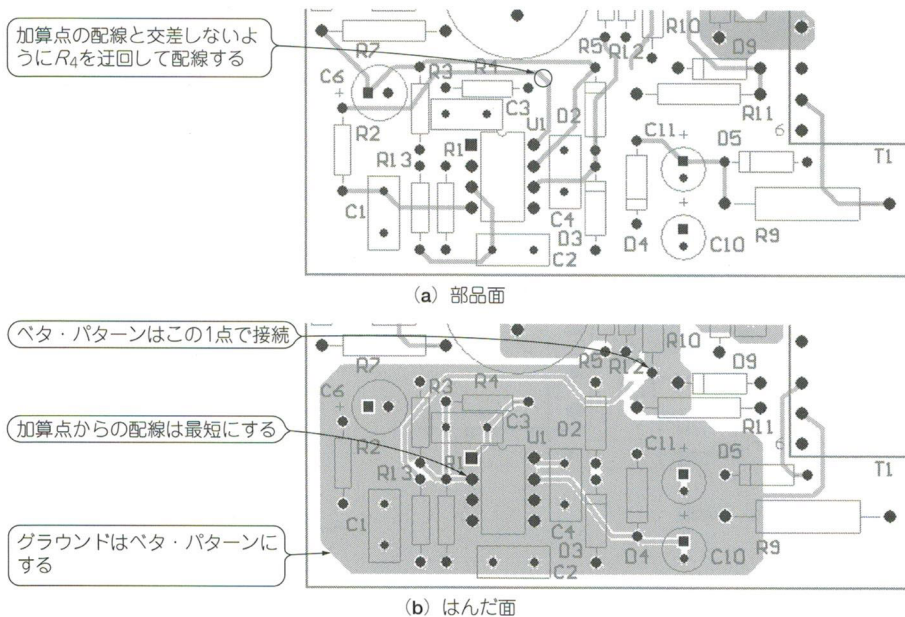 加算点の配線と交差しないよ
うにR₄を迂回して配線する
R7
C6
+
R2
R3
R4
C3
U1
R13
R1
C1
C2
C4
D3
D2
R5
R12
R10
D9
R11
C11
+
D5
6
T1
+
D4
C10
R9
(a) 部品面
ベタ・パターンはこの1点で接続
加算点からの配線は最短にする
グラウンドはベタ・パターンに
する
R7
C6
+
R2
R3
R4
C3
U1
R13
R1
C1
C2
C4
D3
D2
R5
R12
R10
D9
R11
C11
+
D5
6
T1
+
D4
C10
R9
(b) はんだ面